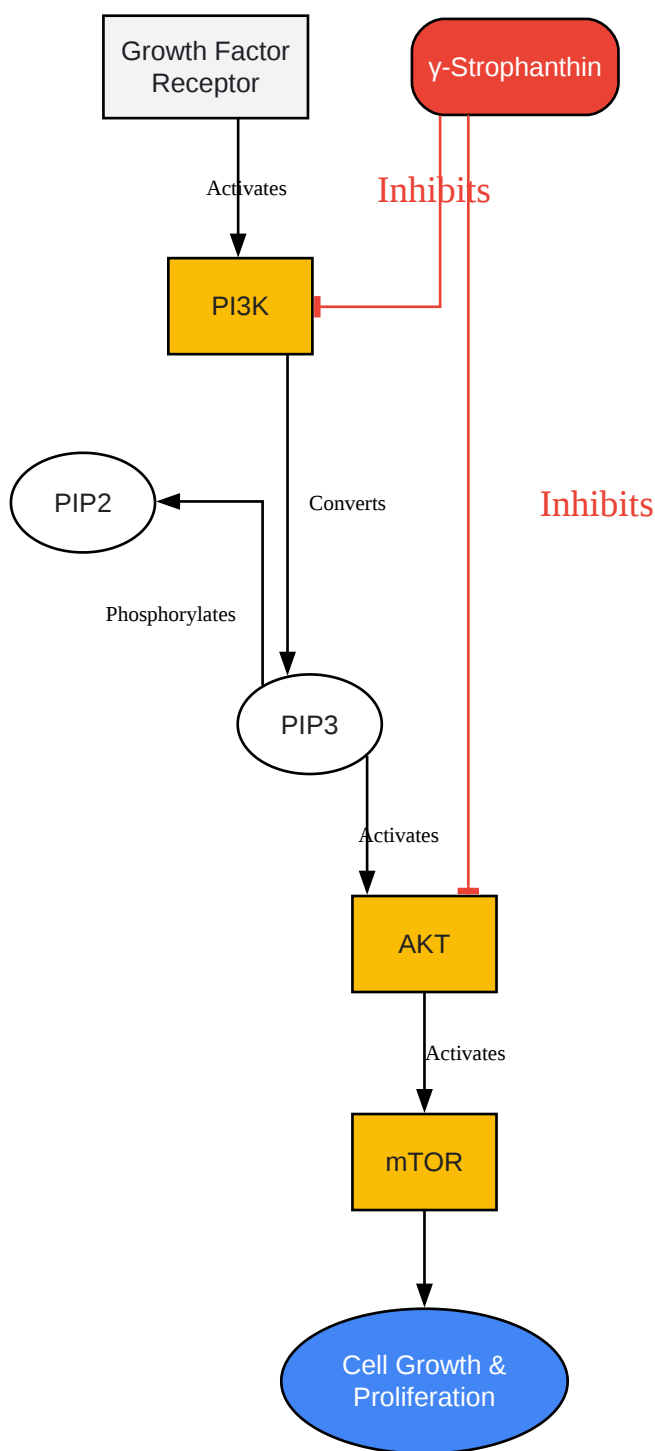 Growth Factor
Receptor
γ-Strophanthin
Activates
Inhibits
PI3K
PIP2
Converts
Inhibits
Phosphorylates
PIP3
Activates
AKT
Activates
mTOR
Cell Growth &
Proliferation